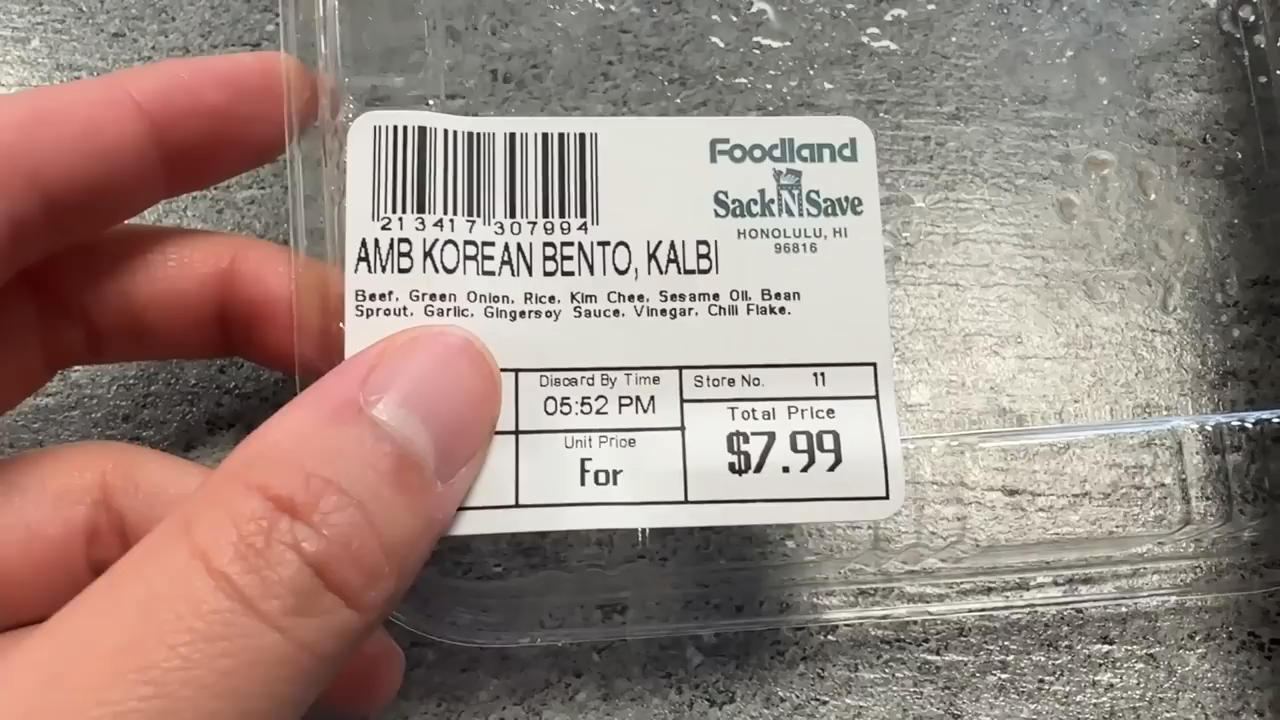 213417 307994
Foodland
Sack N Save
HONOLULU, HI
96816
AMB KOREAN BENTO, KALBI
Beef, Green Onion, Rice, Kim Chee, Sesame Oil, Bean
Sprout, Garlic, Gingersoy Sauce, Vinegar, Chili Flake.
Discard By Time
05:52 PM
Store No. 11
Unit Price
For
Total Price
$7.99